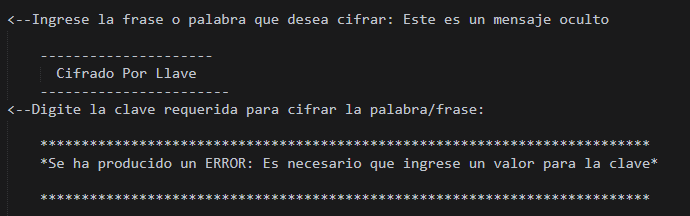 <--Ingrese la frase o palabra que desea cifrar: Este es un mensaje oculto
---------------------
Cifrado Por Llave
-----------------------
<--Digite la clave requerida para cifrar la palabra/frase:
**************************************************************************
*Se ha producido un ERROR: Es necesario que ingrese un valor para la clave*
**************************************************************************